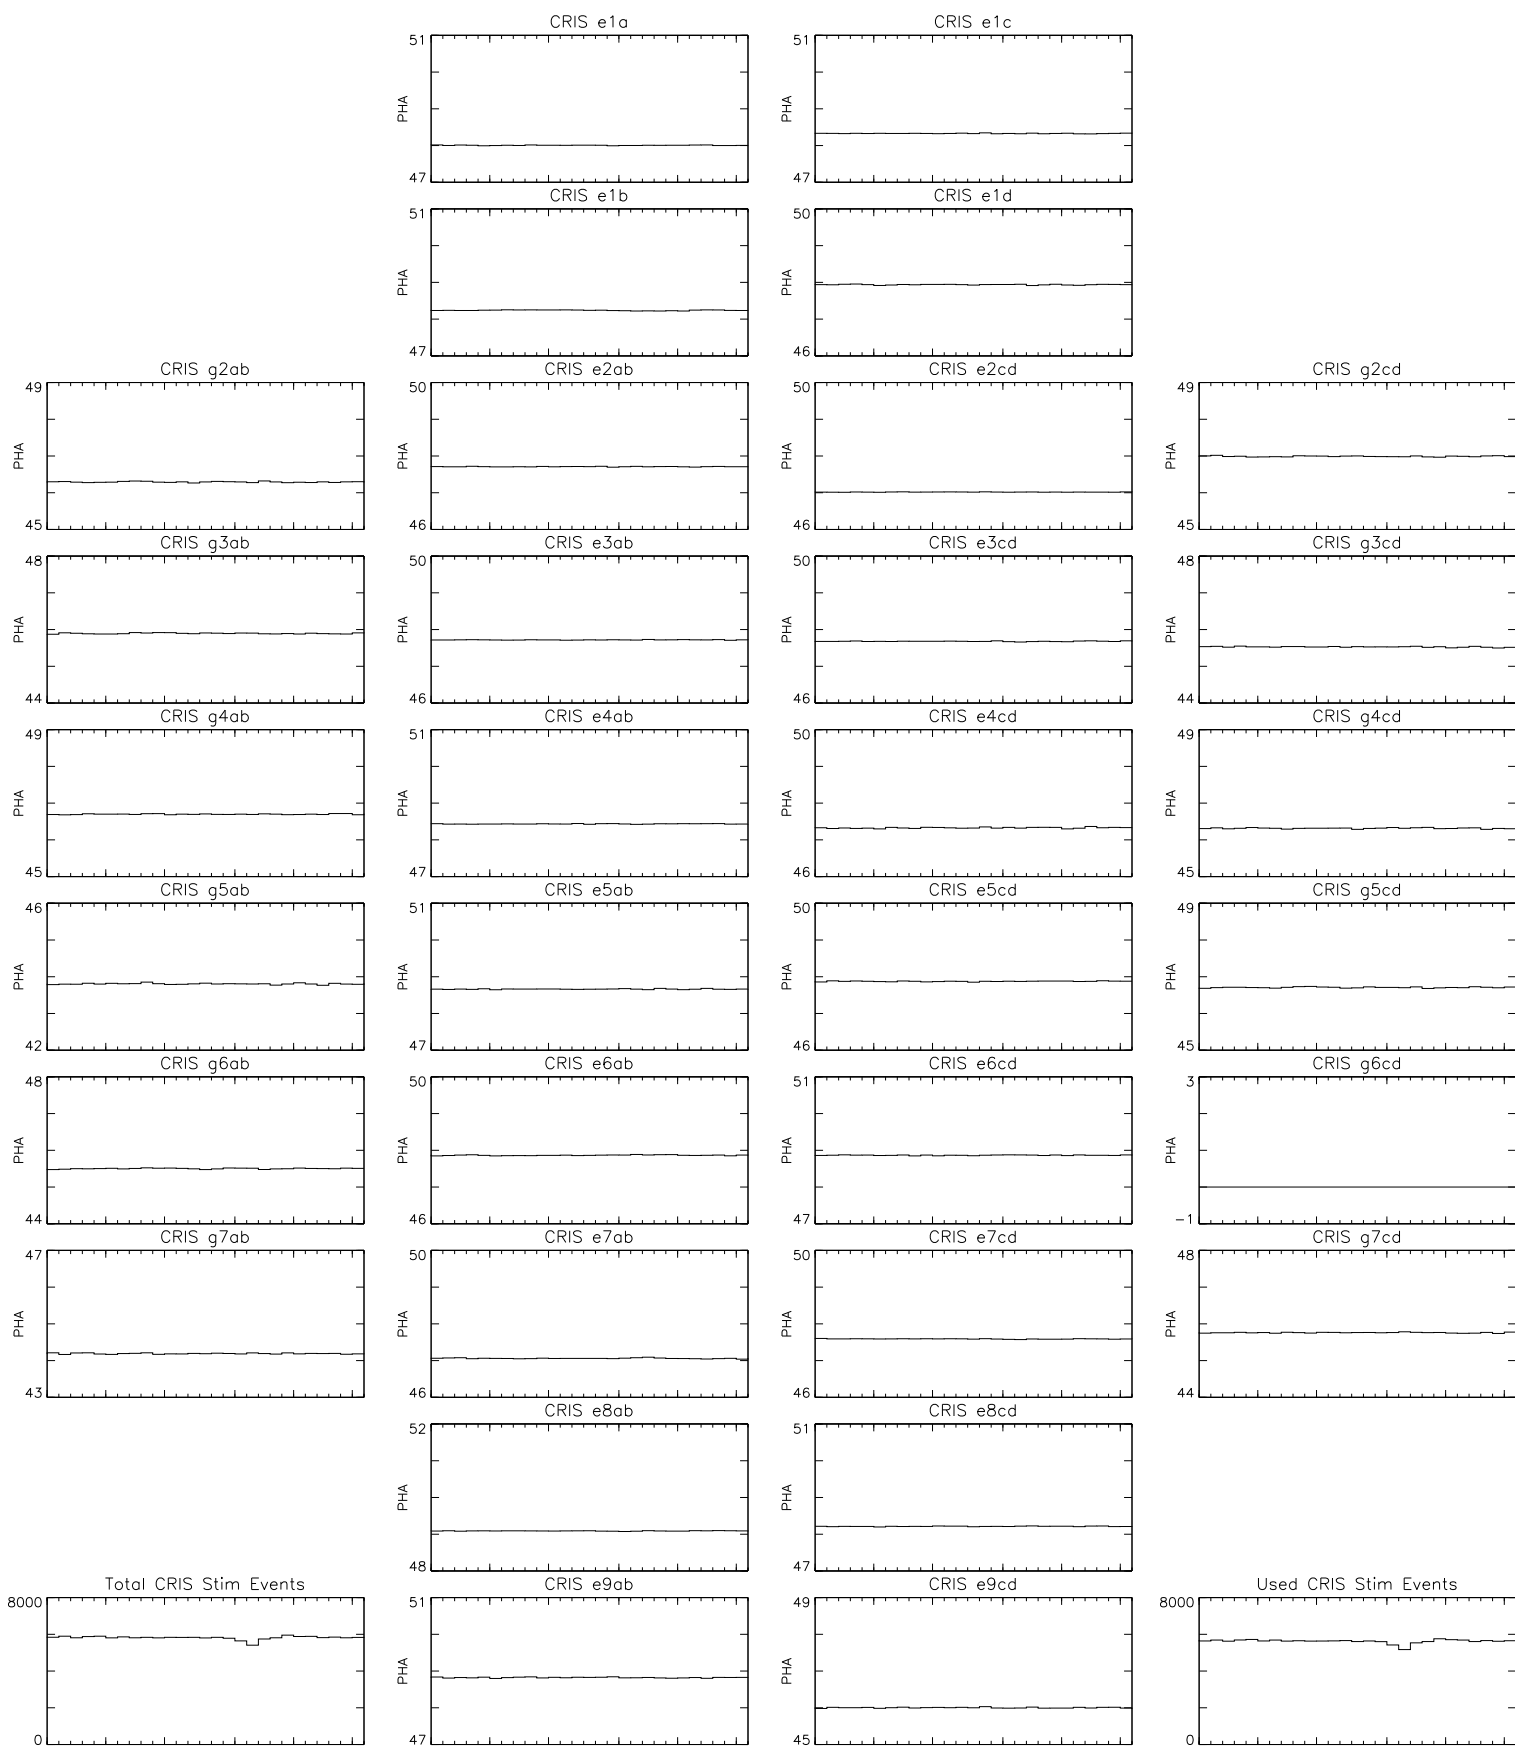 CRIS e1a CRIS e1c
51 51
PHA PHA
47 47
CRIS e1b CRIS e1d
51 50
PHA PHA
47 46
CRIS g2ab CRIS e2ab CRIS e2cd CRIS g2cd
49 50 50 49
PHA PHA PHA PHA
45 46 46 45
CRIS g3ab CRIS e3ab CRIS e3cd CRIS g3cd
48 50 50 48
PHA PHA PHA PHA
44 46 46 44
CRIS g4ab CRIS e4ab CRIS e4cd CRIS g4cd
49 51 50 49
PHA PHA PHA PHA
45 47 46 45
CRIS g5ab CRIS e5ab CRIS e5cd CRIS g5cd
46 51 50 49
PHA PHA PHA PHA
42 47 46 45
CRIS g6ab CRIS e6ab CRIS e6cd CRIS g6cd
48 50 51 3
PHA PHA PHA PHA
44 46 47 −1
CRIS g7ab CRIS e7ab CRIS e7cd CRIS g7cd
47 50 50 48
PHA PHA PHA PHA
43 46 46 44
CRIS e8ab CRIS e8cd
52 51
PHA PHA
48 47
Total CRIS Stim Events CRIS e9ab CRIS e9cd Used CRIS Stim Events
8000 51 49 8000
PHA PHA
0 47 45 0